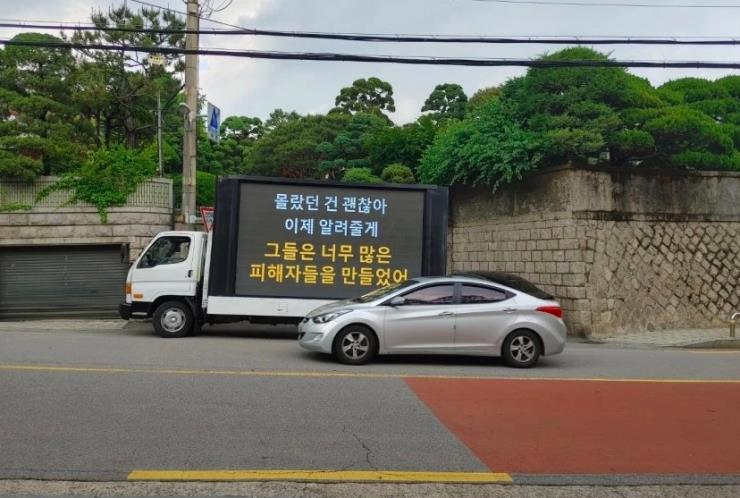 몰랐던 건 괜찮아
이제 알려줄게
그들은 너무 많은
피해자들을 만들었어